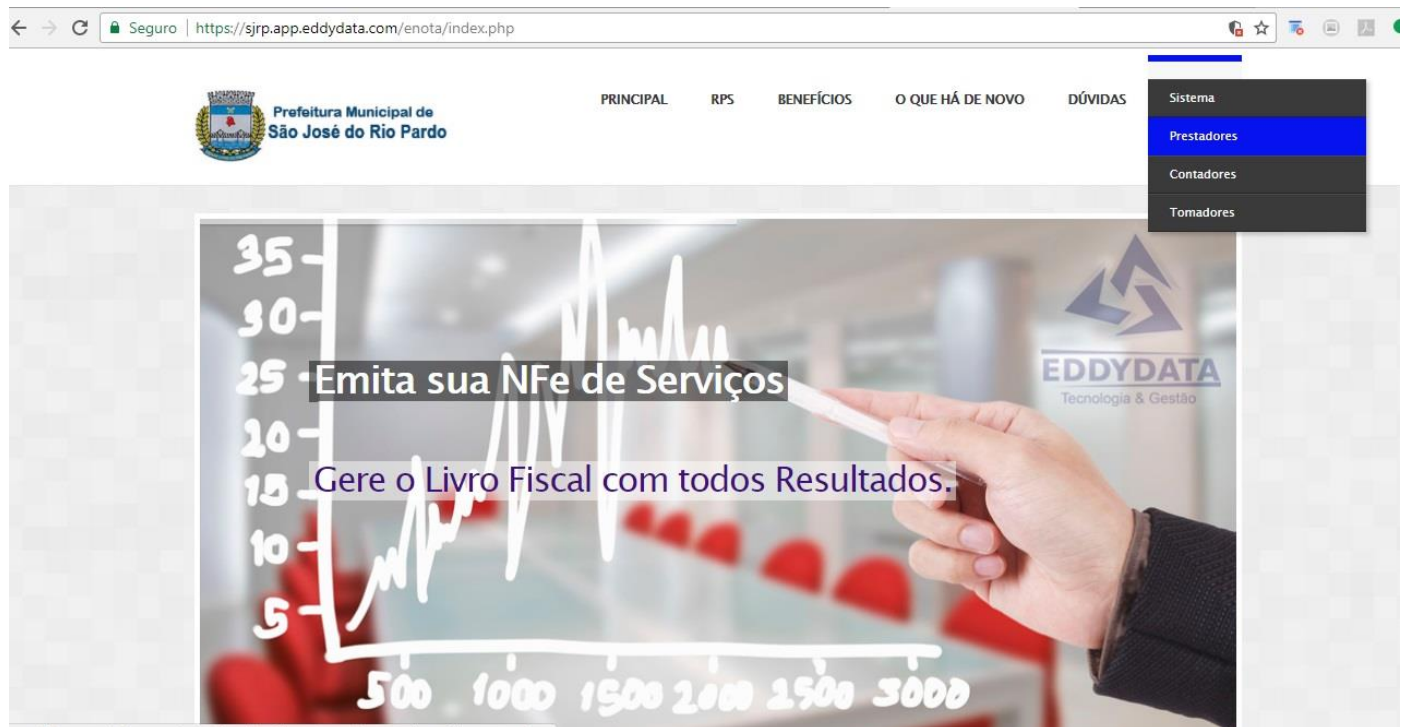 Seguro | https://sjrp.app.eddydata.com/enota/index.php
Prefeitura Municipal de
São José do Rio Pardo
PRINCIPAL
RPS
BENEFÍCIOS
O QUE HÁ DE NOVO
DÚVIDAS
Sistema
Prestadores
Contadores
Tomadores
35
30
25
20
15
10
5
Emita sua NFe de Serviços
Gere o Livro Fiscal com todos Resultados.
EDDYDATA
Tecnologia & Gestão
500 1000 1500 2000 2500 3000